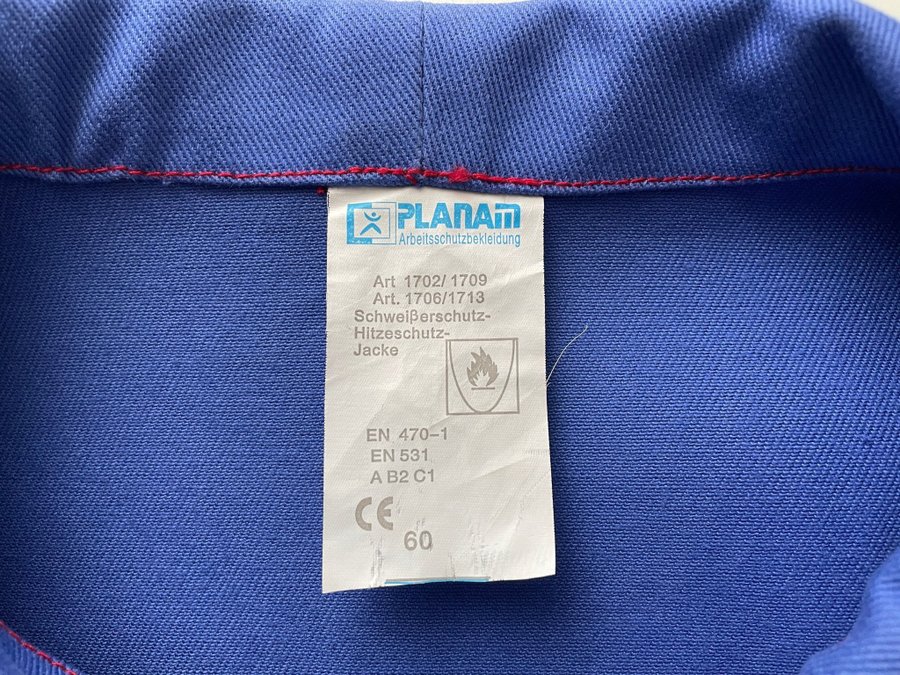 PLANAM
Arbeitsschutzbekleidung
Art 1702/ 1709
Art. 1706/1713
Schweißerschutz-
Hitzeschutz-
Jacke
EN 470-1
EN 531
A B2 C1
CE
60